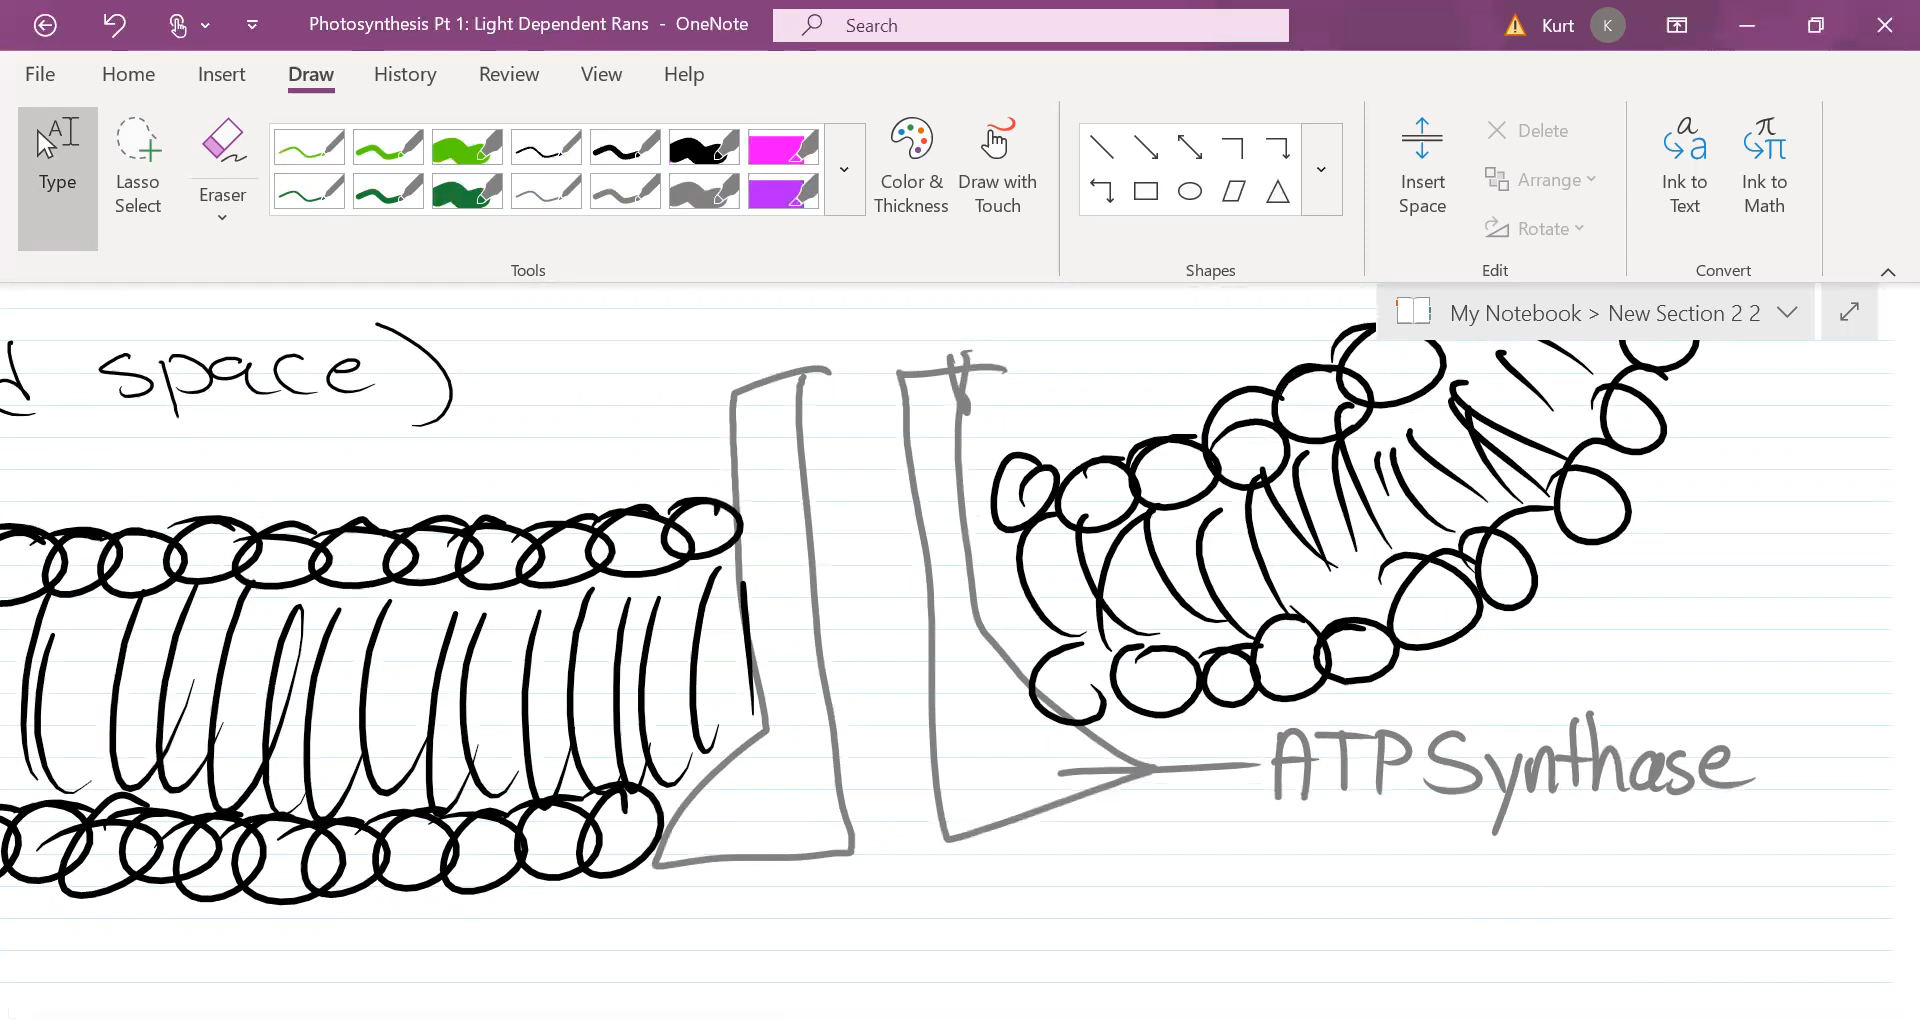 Photosynthesis Pt 1: Light Dependent Rans - OneNote
Search
Kurt
K
File Home Insert Draw History Review View Help
Type
Lasso Select
Eraser
Color & Thickness
Draw with Touch
Insert Space
Delete
Arrange
Rotate
Ink to Text
Ink to Math
Tools
Shapes
Edit
Convert
My Notebook > New Section 2 2
d space)
ATP Synthase